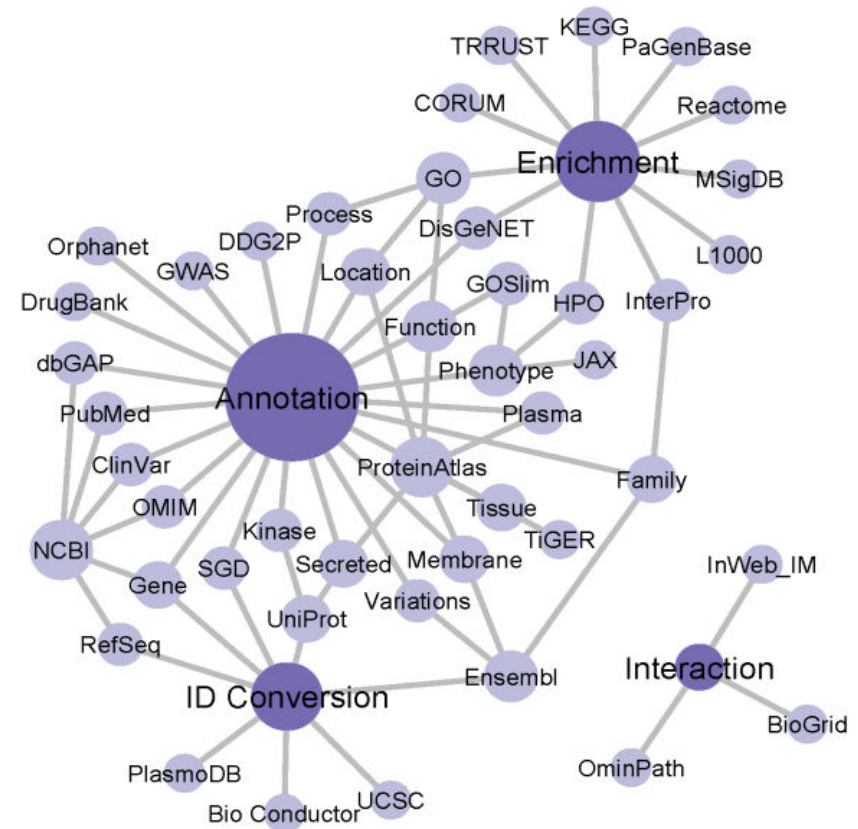 KEGG
TRRUST
PaGenBase
CORUM
Reactome
Enrichment
GO
MSigDB
Process
DisGeNET
DDG2P
Orphanet
GWAS
Location
L1000
GOSlim
DrugBank
HPO
InterPro
Function
dbGAP
Phenotype
JAX
Annotation
PubMed
Plasma
ClinVar
ProteinAtlas
Family
OMIM
Tissue
Kinase
TiGER
NCBI
Membrane
SGD
Secreted
InWeb_IM
Gene
Variations
UniProt
RefSeq
Interaction
Ensembl
ID Conversion
BioGrid
PlasmoDB
OminPath
UCSC
Bio Conductor